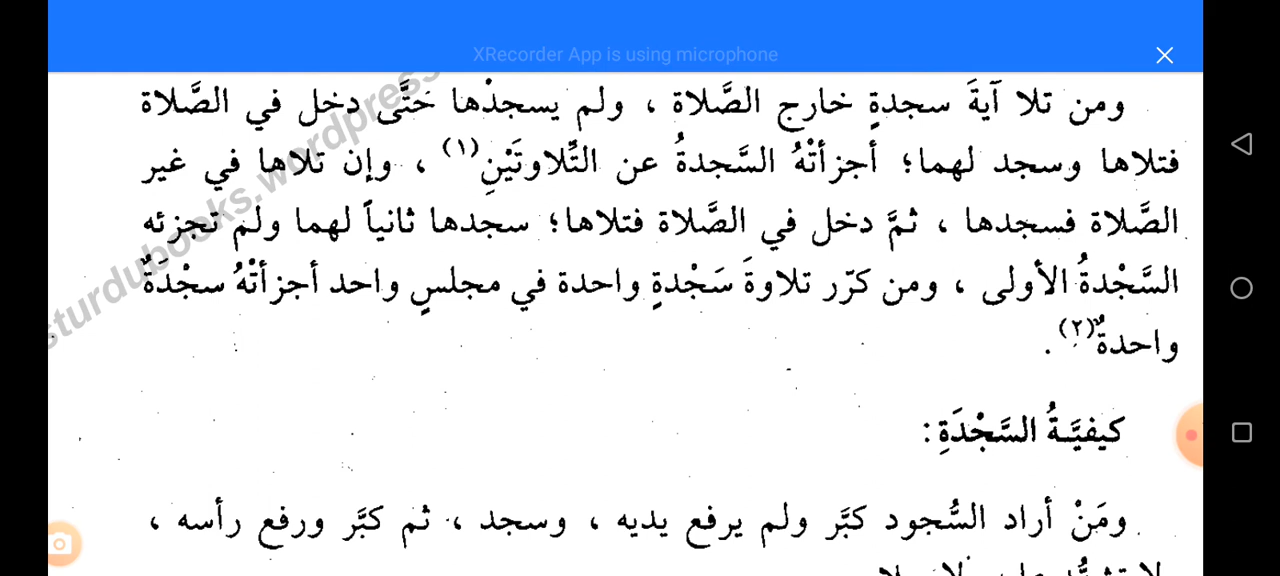 XRecorder App is using microphone
ومن تلا آيةَ سجدةٍ خارج الصَّلاة ، ولم يسجدْها حَتَّى دخل في الصَّلاة
فتلاها وسجد لهما؛ أجزأتْهُ السَّجدةُ عن التِّلاوتَيْنِ(١) ، وإن تلاها في غير
الصَّلاة فسجدها ، ثمَّ دخل في الصَّلاة فتلاها؛ سجدها ثانياً لهما ولم تجزئه
السَّجْدةُ الأولى ، ومن كرّر تلاوةَ سَجْدةٍ واحدة في مجلسٍ واحد أجزأتْهُ سجْدَةٌ
واحدةٌ(٢) .
كيفيَّةُ السَّجْدَةِ :
ومَنْ أراد السُّجود كبَّر ولم يرفع يديه ، وسجد ، ثم كبَّر ورفع رأسه ،
sturdubooks.wordpress